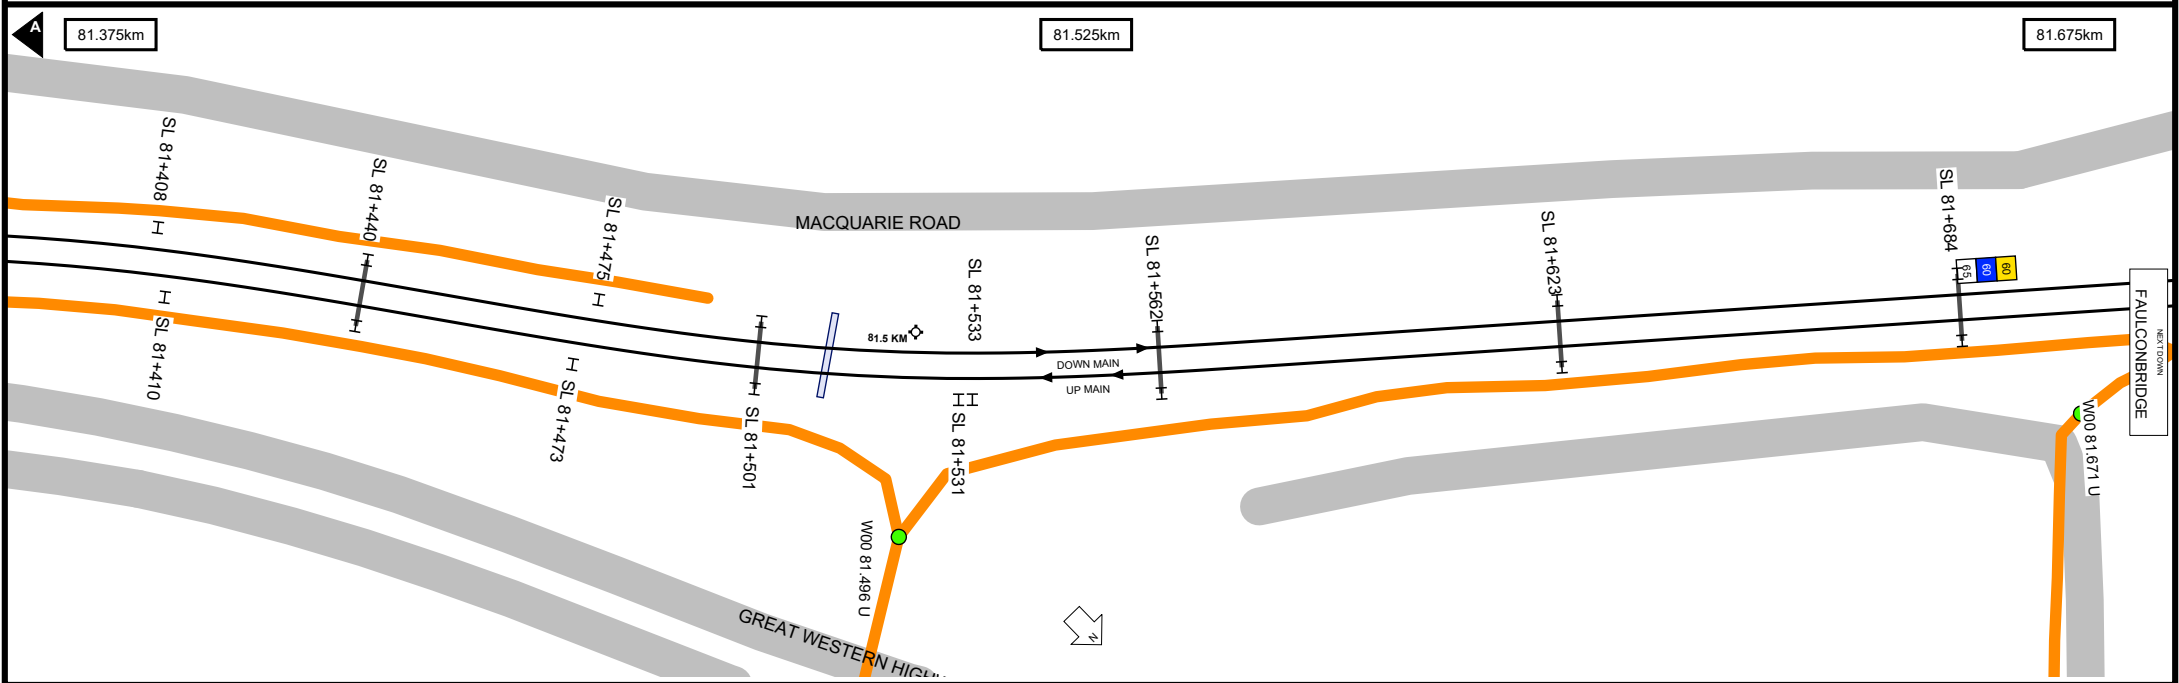 A
81.375km
81.525km
81.675km
SL 81+408
SL 81+440
SL 81+475
MACQUARIE ROAD
SL 81+533
SL 81+562
SL 81+623
SL 81+684
65
60
60
81.5 KM
DOWN MAIN
UP MAIN
FAULCONBRIDGE
NEXT DOWN
SL 81+410
SL 81+473
SL 81+501
SL 81+531
W00 81.671 U
W00 81.496 U
GREAT WESTERN
N